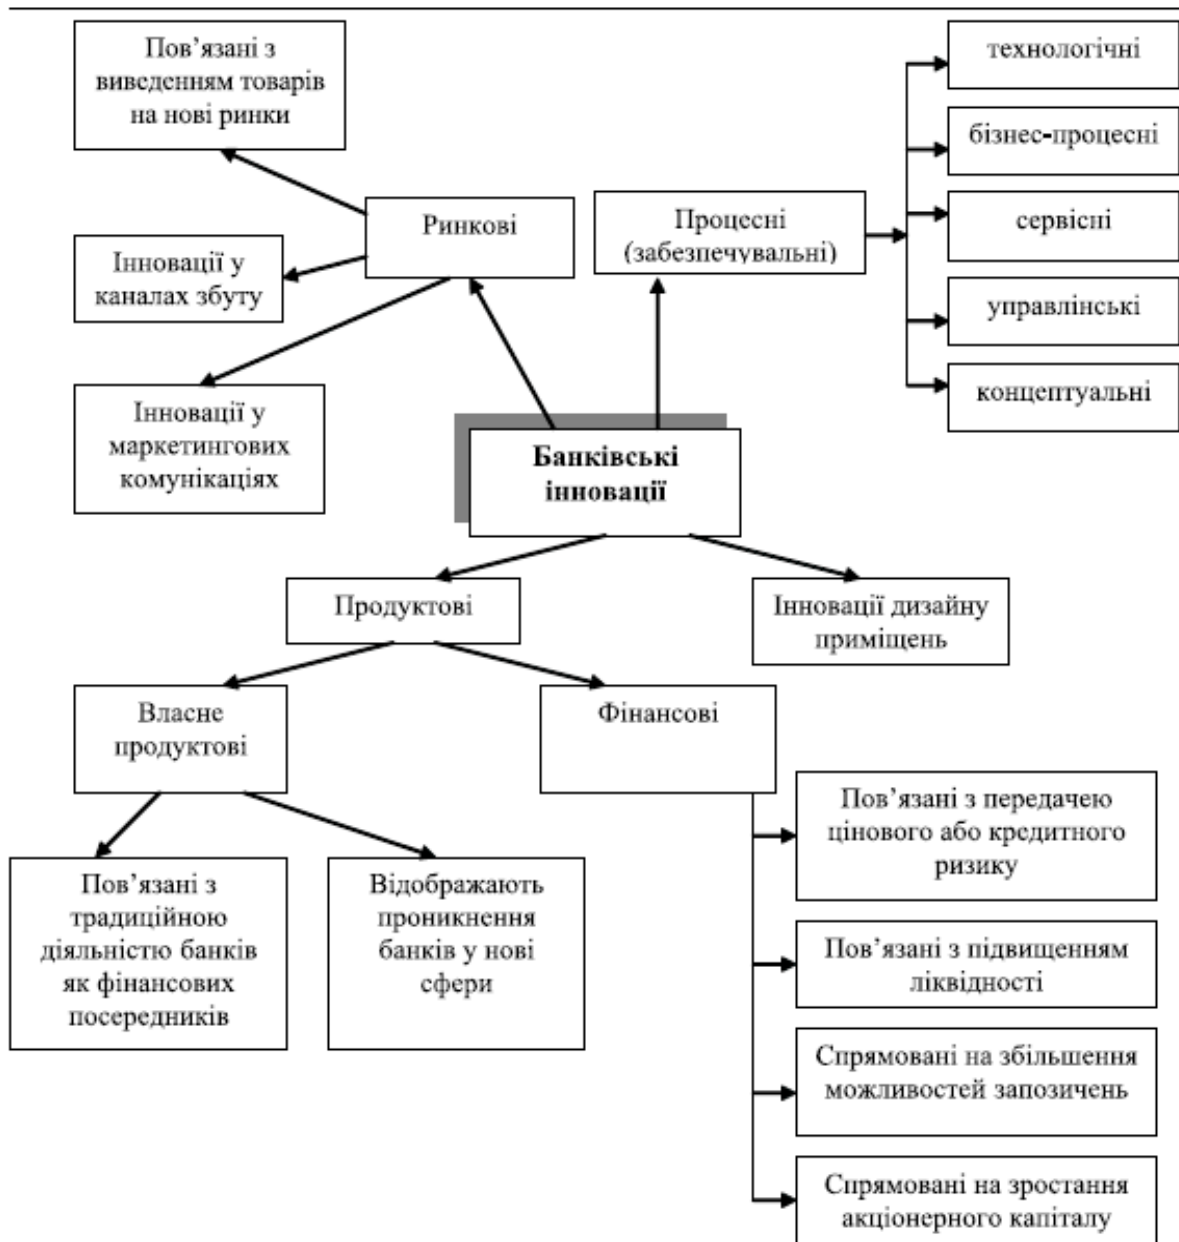 Пов’язані з
виведенням товарів
на нові ринки
технологічні
бізнес-процесні
Ринкові
Процесні
(забезпечувальні)
сервісні
Інновації у
каналах збуту
управлінські
концептуальні
Інновації у
маркетингових
комунікаціях
Банківські
інновації
Продуктові
Інновації дизайну
приміщень
Власне
продуктові
Фінансові
Пов’язані з передачею
цінового або кредитного
ризику
Пов’язані з
традиційною
діяльністю банків
як фінансових
посередників
Відображають
проникнення
банків у нові
сфери
Пов’язані з підвищенням
ліквідності
Спрямовані на збільшення
можливостей запозичень
Спрямовані на зростання
акціонерного капіталу